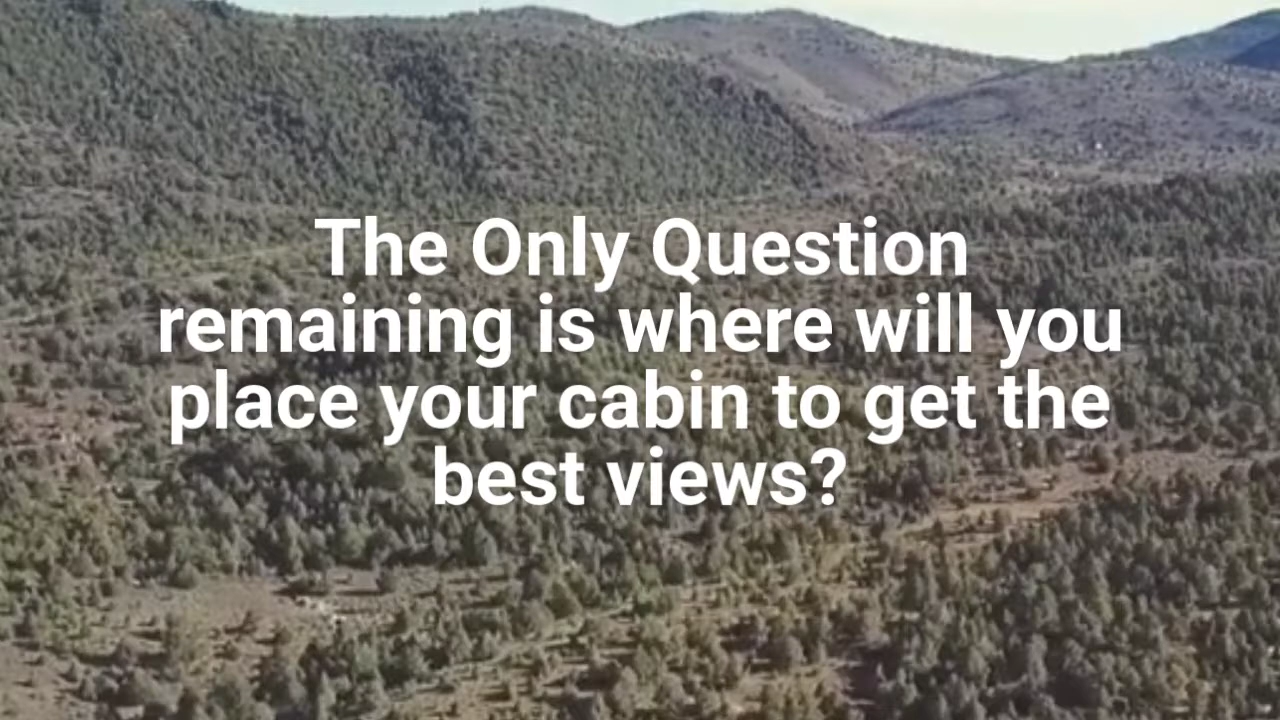 The Only Question
remaining is where will you
place your cabin to get the
best views?